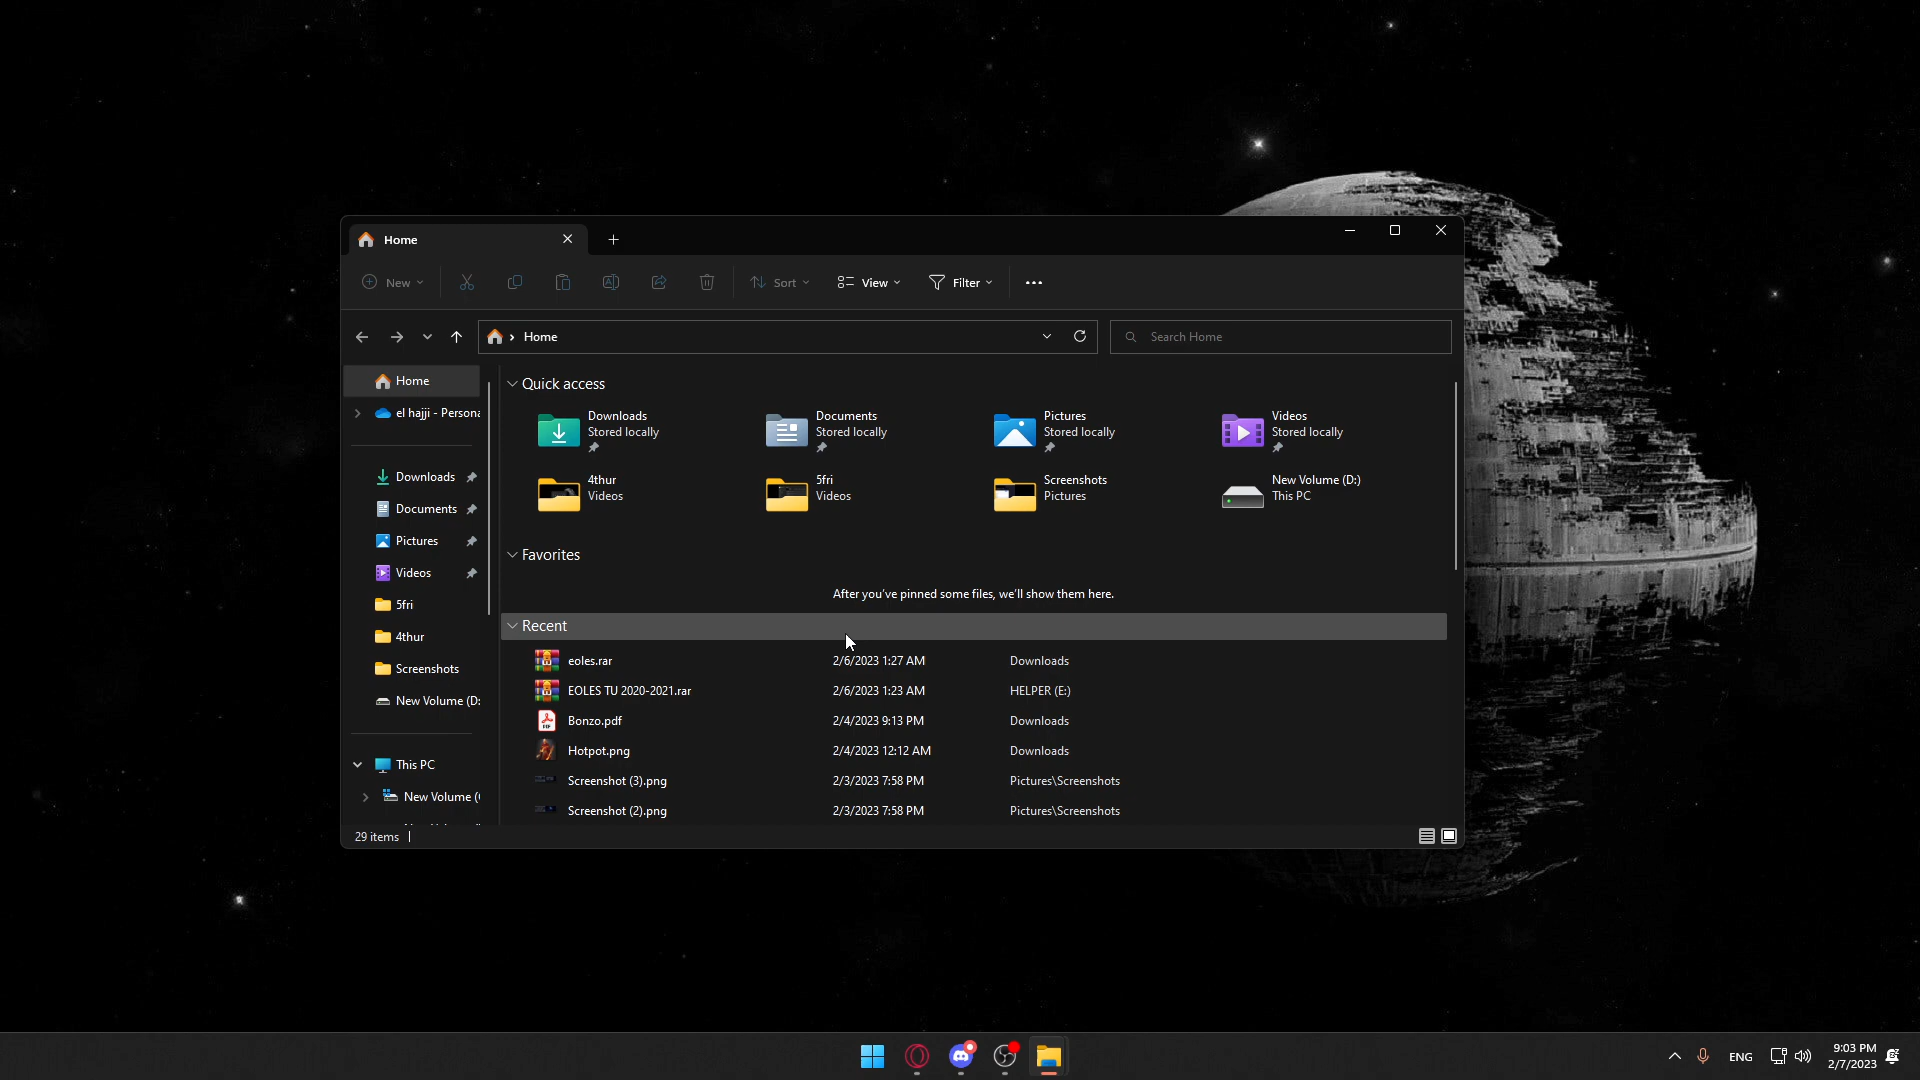 Home
New
Sort
View
Filter
Home
Search Home
Home
el hajji - Persona
Downloads
Documents
Pictures
Videos
5fri
4thur
Screenshots
New Volume (D:
This PC
New Volume (
Quick access
Downloads
Stored locally
Documents
Stored locally
Pictures
Stored locally
Videos
Stored locally
4thur
Videos
5fri
Videos
Screenshots
Pictures
New Volume (D:)
This PC
Favorites
After you've pinned some files, we'll show them here.
Recent
eoles.rar 2/6/2023 1:27 AM Downloads
EOLES TU 2020-2021.rar 2/6/2023 1:23 AM HELPER (E:)
Bonzo.pdf 2/4/2023 9:13 PM Downloads
Hotpot.png 2/4/2023 12:12 AM Downloads
Screenshot (3).png 2/3/2023 7:58 PM Pictures\Screenshots
Screenshot (2).png 2/3/2023 7:58 PM Pictures\Screenshots
29 items
ENG
9:03 PM
2/7/2023